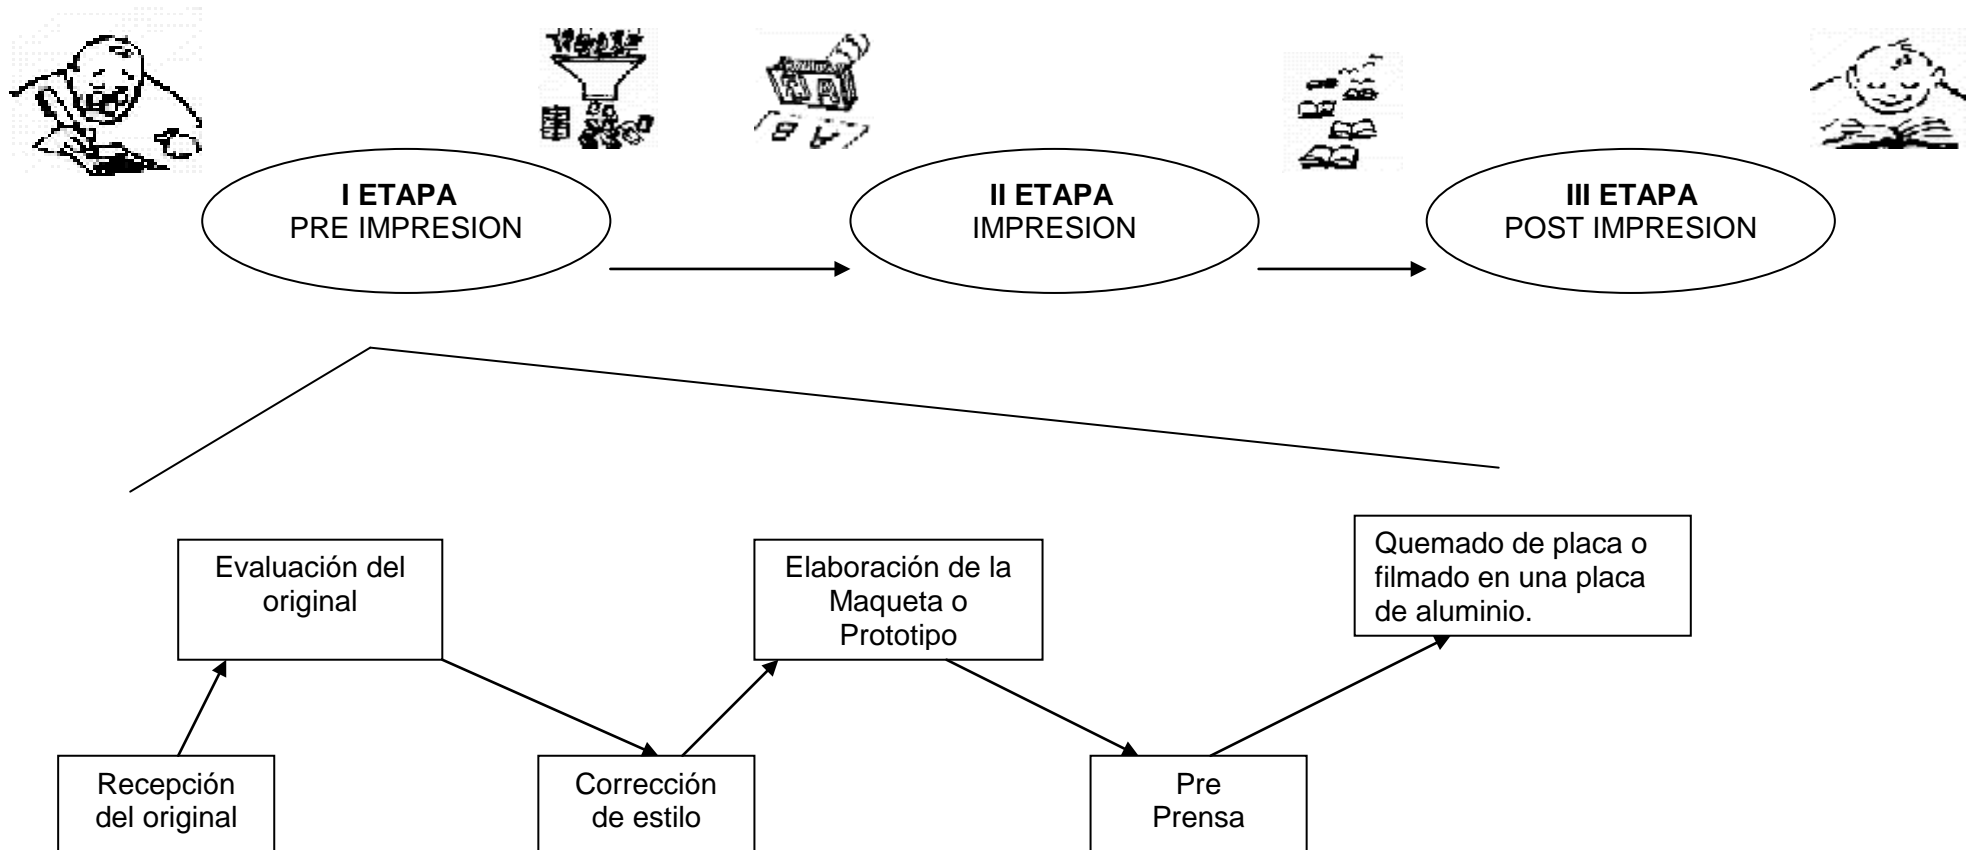 I ETAPA
PRE IMPRESION
II ETAPA
IMPRESION
III ETAPA
POST IMPRESION
Evaluación del
original
Elaboración de la
Maqueta o
Prototipo
Quemado de placa o
filmado en una placa
de aluminio.
Recepción
del original
Corrección
de estilo
Pre
Prensa